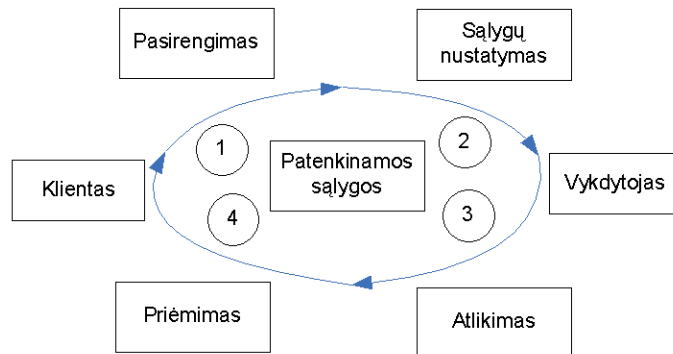 Pasirengimas
Sąlygų
nustatymas
1
2
Patenkinamos
sąlygos
Klientas
Vykdytojas
4
3
Priėmimas
Atlikimas